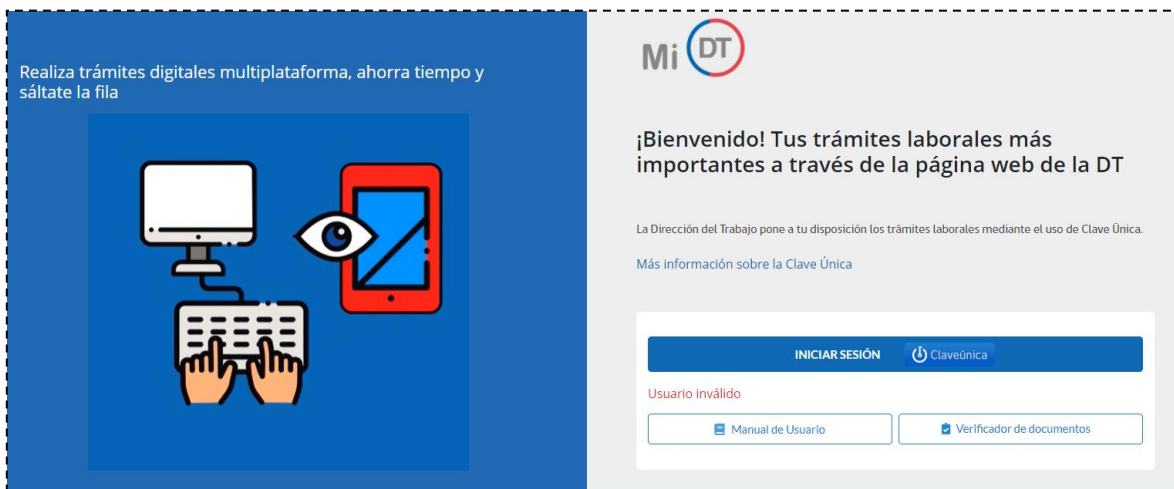 Realiza trámites digitales multiplataforma, ahorra tiempo y
sáltate la fila
Mi DT
¡Bienvenido! Tus trámites laborales más
importantes a través de la página web de la DT
La Dirección del Trabajo pone a tu disposición los trámites laborales mediante el uso de Clave Única.
Más información sobre la Clave Única
INICIAR SESIÓN Claveúnica
Usuario inválido
Manual de Usuario
Verificador de documentos